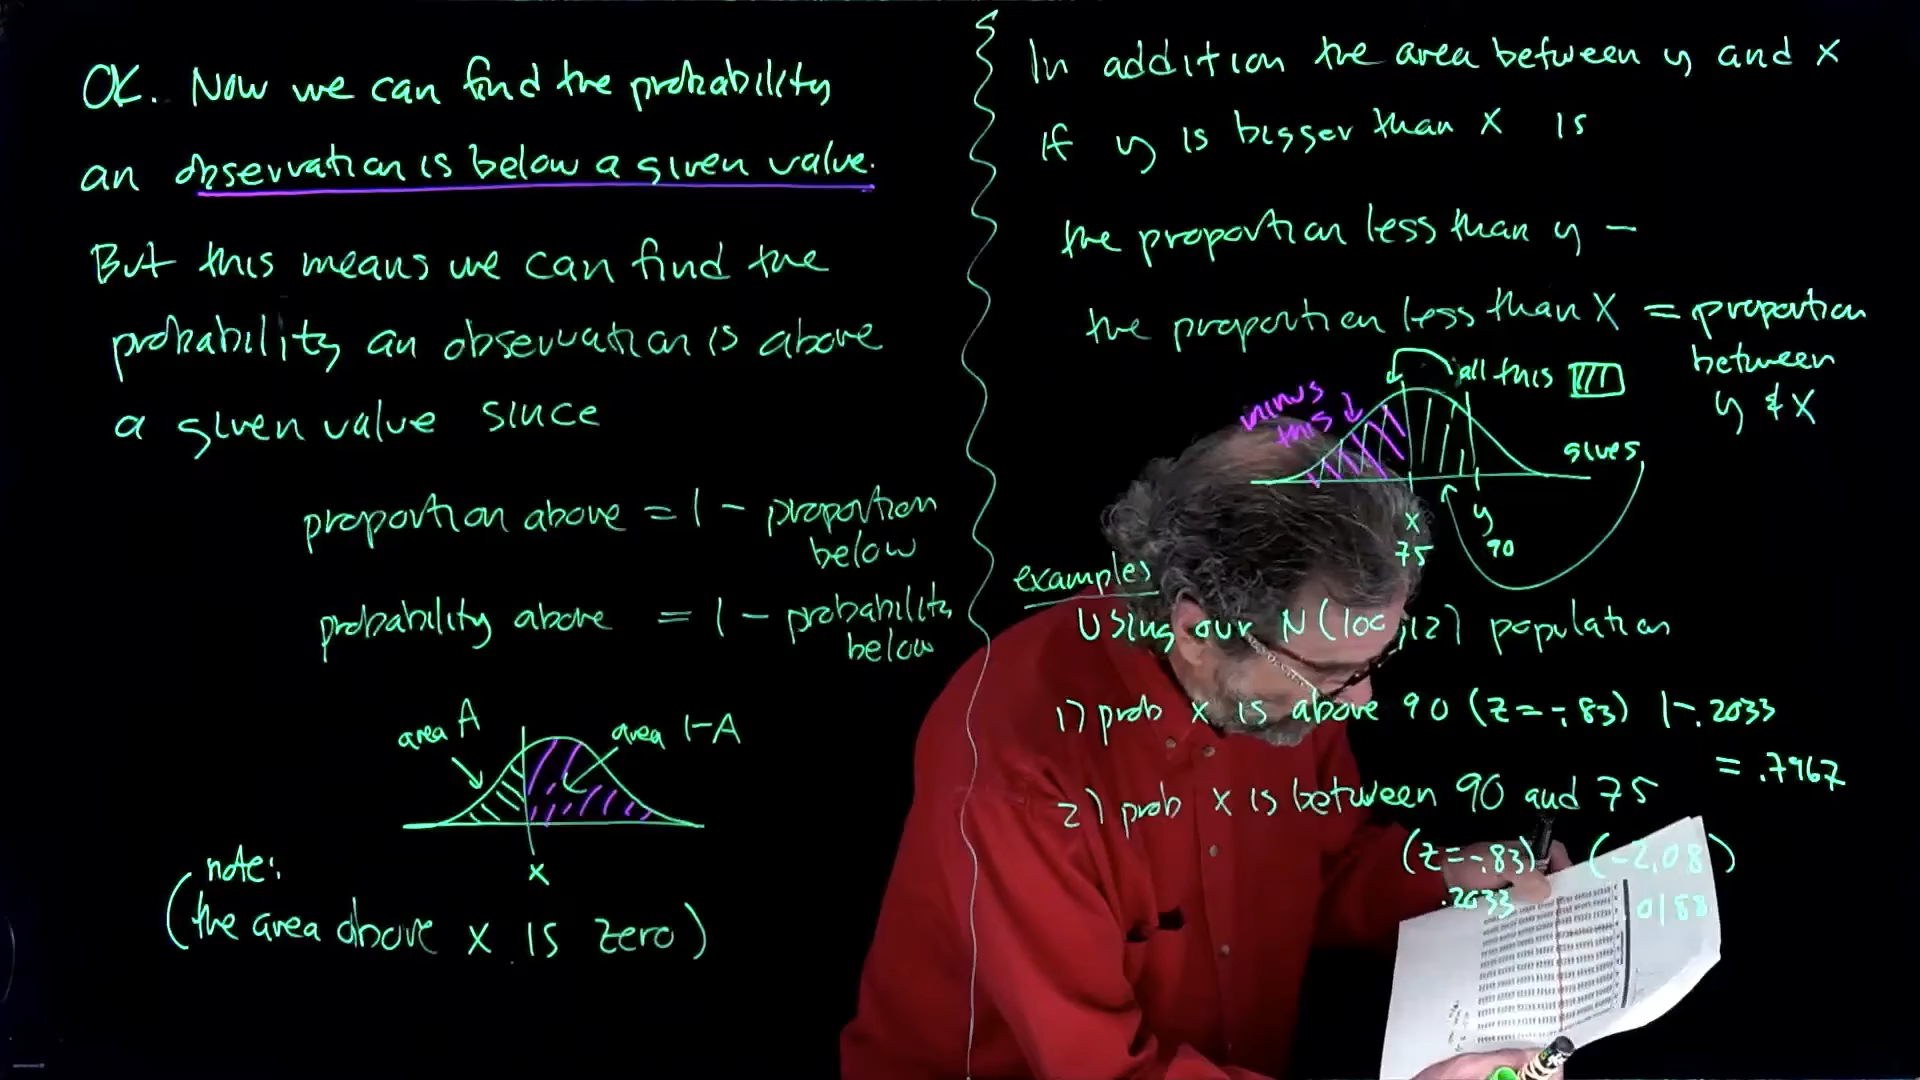 OK. Now we can find the probability
an observation is below a given value.
But this means we can find the
probability an observation is above
a given value since
proportion above = 1 - proportion
below
probability above = 1 - probability
below
area A
area 1-A
x
note:
(the area above x is zero)
In addition the area between y and x
if y is bigger than x is
the proportion less than y -
the proportion less than x = proportion
between
y & x
all this
minus
this
gives
x
y
75
90
examples
Using our N(100,12) population
1) prob x is above 90 (z=-.83) 1-.2033
= .7967
2) prob x is between 90 and 75
(z=-.83) (-2.08)
.2033 .0188